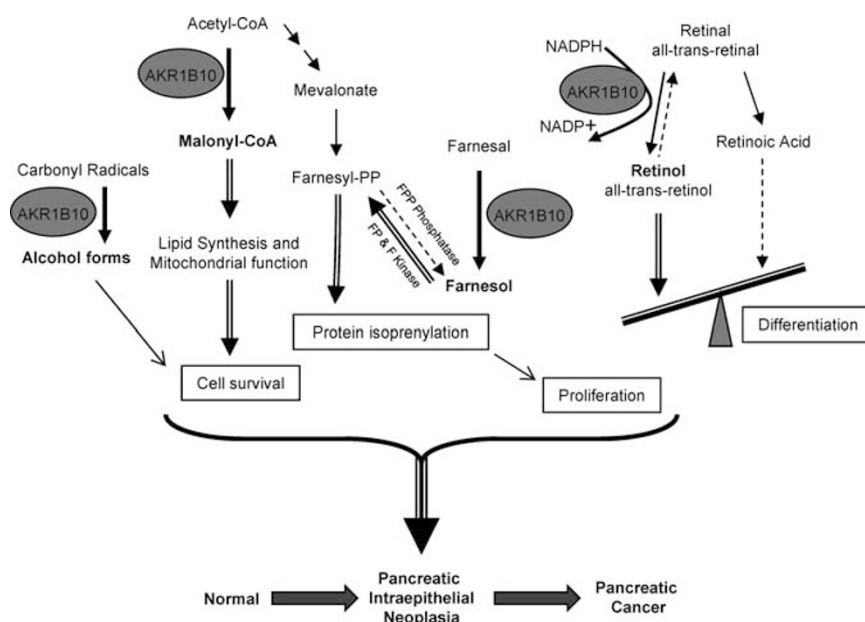 Acetyl-CoA
AKR1B10
Malonyl-CoA
Mevalonate
Carbonyl Radicals
AKR1B10
Alcohol forms
Lipid Synthesis and
Mitochondrial function
Farnesyl-PP
FPP Phosphatase
FP & F Kinase
Farnesal
AKR1B10
Farnesol
NADPH
AKR1B10
NADP+
Retinal
all-trans-retinal
Retinoic Acid
Retinol
all-trans-retinol
Protein isoprenylation
Differentiation
Cell survival
Proliferation
Normal
Pancreatic
Intraepithelial
Neoplasia
Pancreatic
Cancer